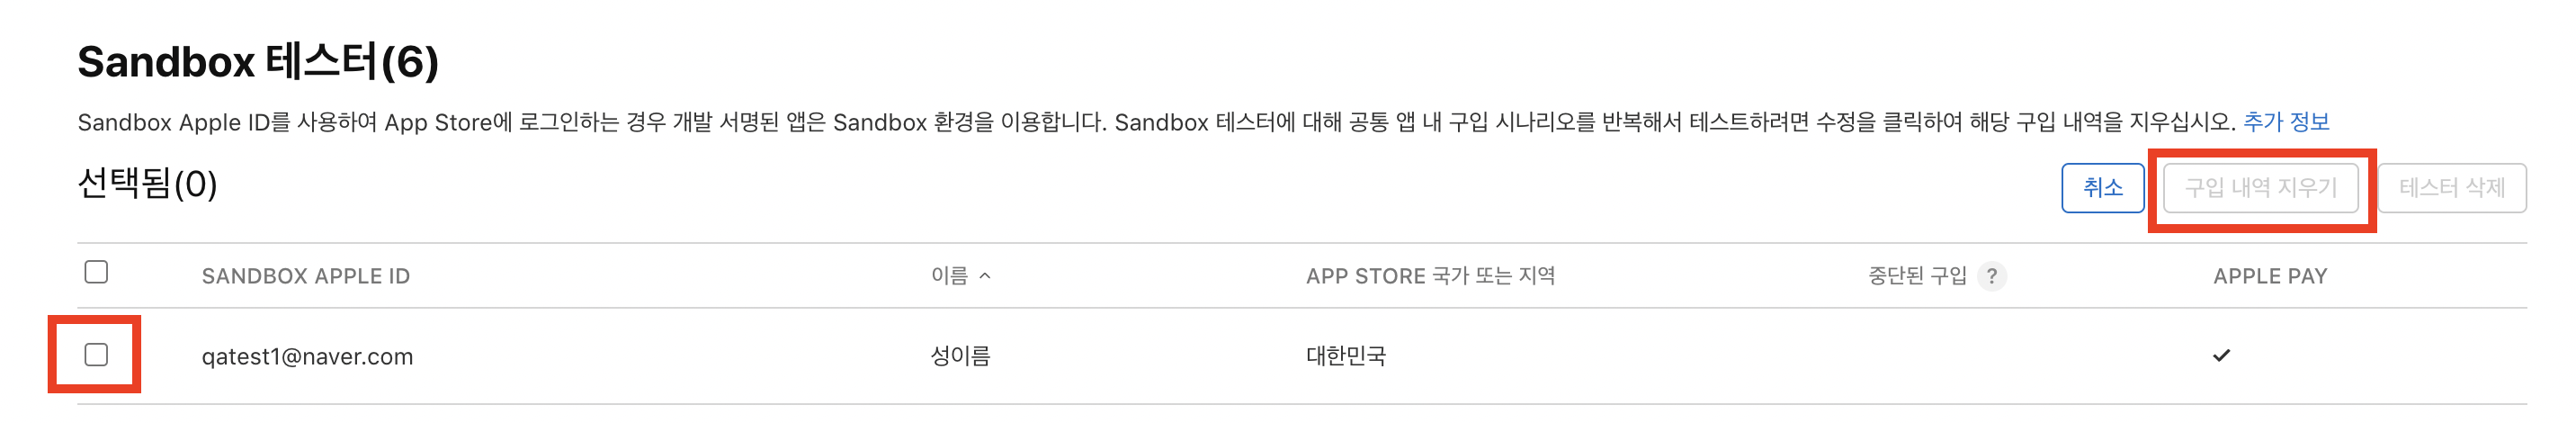 Sandbox 테스터(6)
Sandbox Apple ID를 사용하여 App Store에 로그인하는 경우 개발 서명된 앱은 Sandbox 환경을 이용합니다. Sandbox 테스터에 대해 공통 앱 내 구입 시나리오를 반복해서 테스트하려면 수정을 클릭하여 해당 구입 내역을 지우십시오. 추가 정보
선택됨(0) 취소 구입 내역 지우기 테스터 삭제
SANDBOX APPLE ID 이름 APP STORE 국가 또는 지역 중단된 구입 ? APPLE PAY
qatest1@naver.com 성이름 대한민국